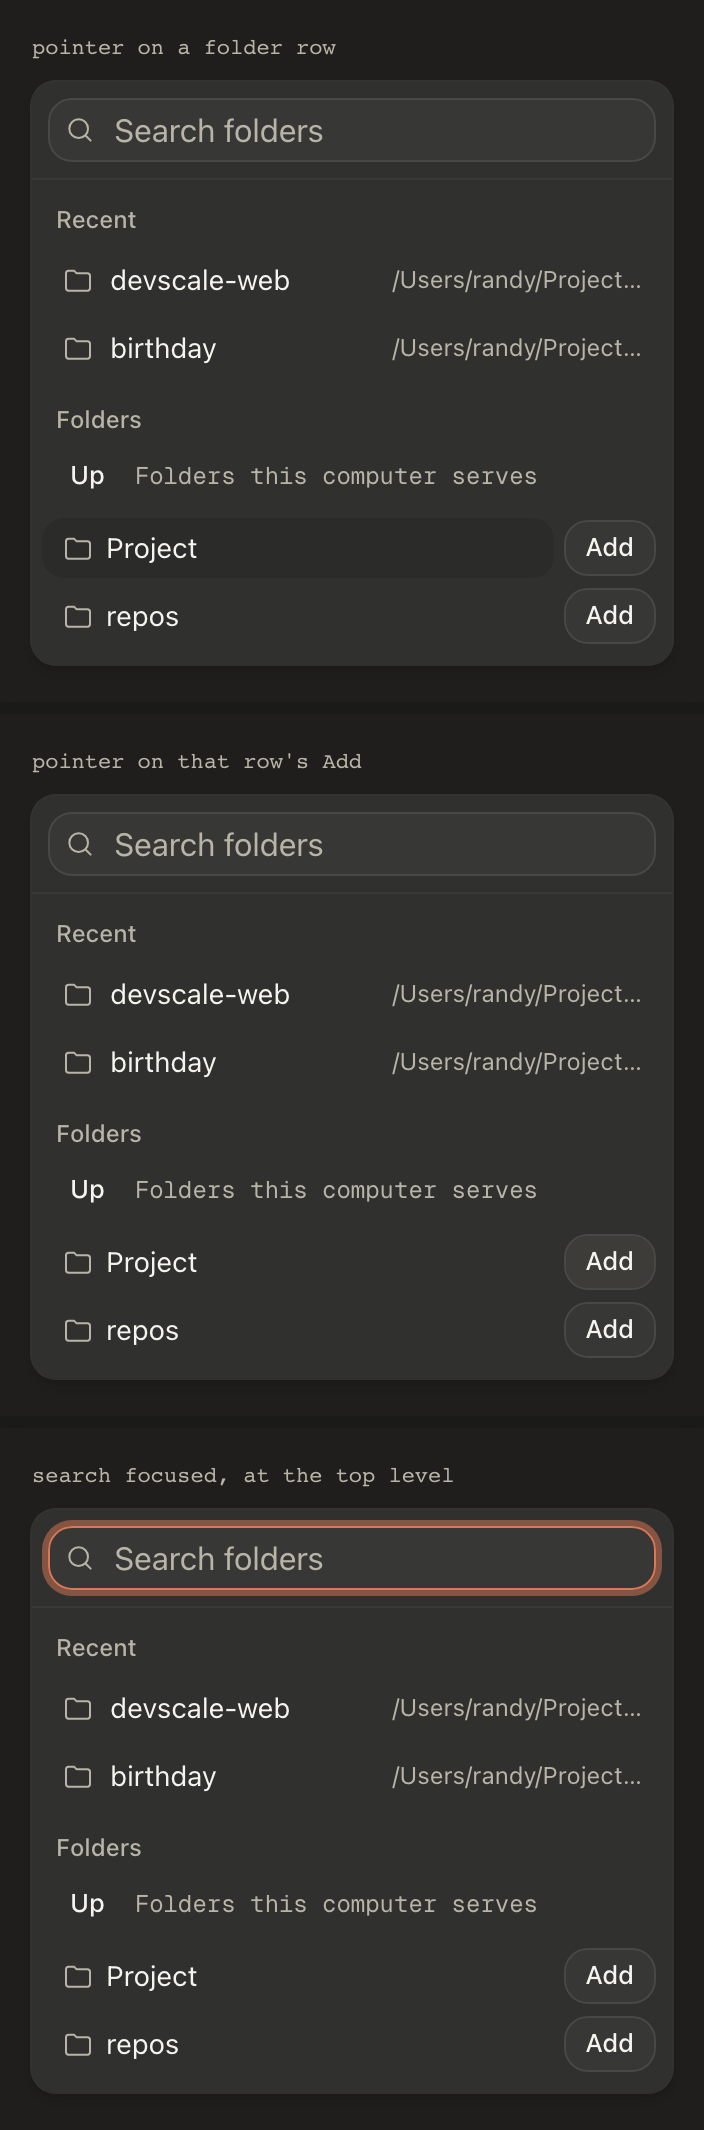 pointer on a folder row
Search folders
Recent
devscale-web /Users/randy/Project...
birthday /Users/randy/Project...
Folders
Up Folders this computer serves
Project Add
repos Add
pointer on that row's Add
Search folders
Recent
devscale-web /Users/randy/Project...
birthday /Users/randy/Project...
Folders
Up Folders this computer serves
Project Add
repos Add
search focused, at the top level
Search folders
Recent
devscale-web /Users/randy/Project...
birthday /Users/randy/Project...
Folders
Up Folders this computer serves
Project Add
repos Add